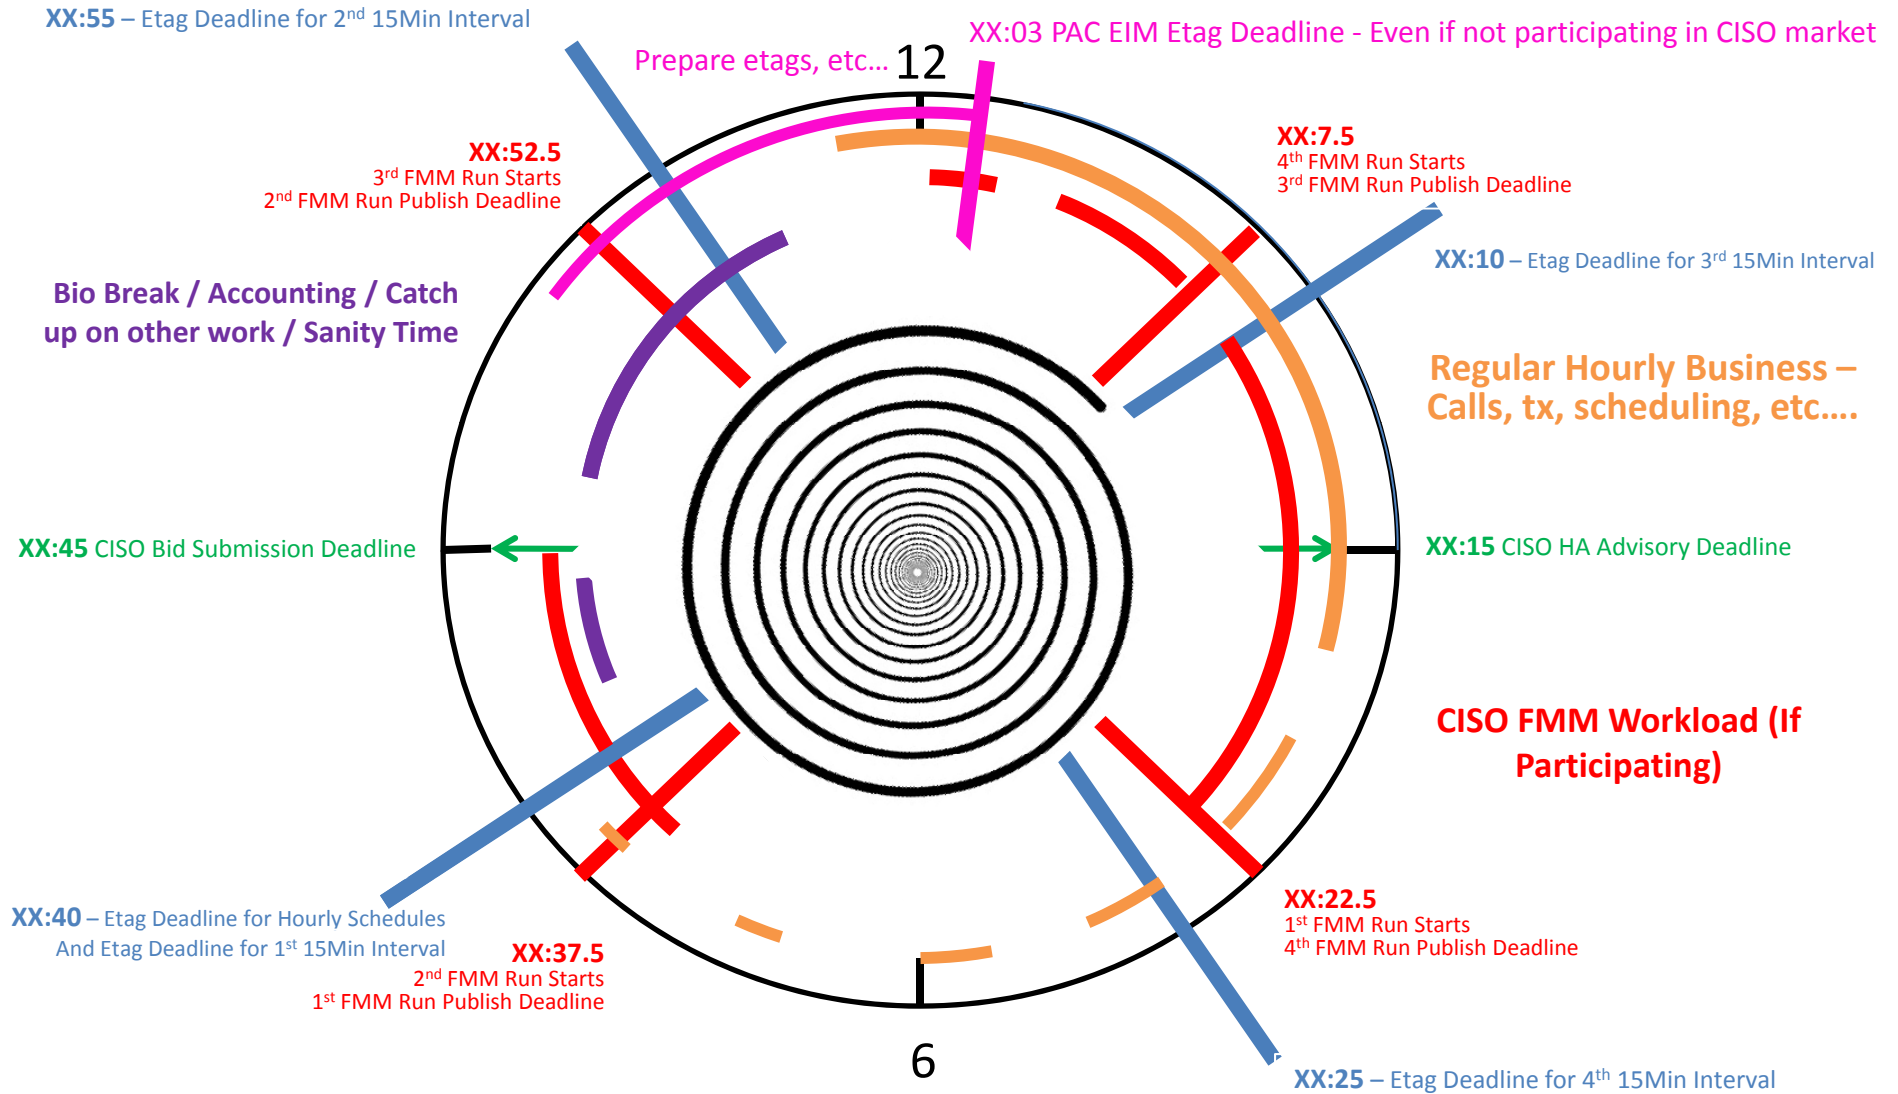 XX:55 – Etag Deadline for 2nd 15Min Interval
Prepare etags, etc...
12
XX:03 PAC EIM Etag Deadline - Even if not participating in CISO market
XX:52.5
3rd FMM Run Starts
2nd FMM Run Publish Deadline
XX:7.5
4th FMM Run Starts
3rd FMM Run Publish Deadline
XX:10 – Etag Deadline for 3rd 15Min Interval
Bio Break / Accounting / Catch
up on other work / Sanity Time
Regular Hourly Business –
Calls, tx, scheduling, etc....
XX:45 CISO Bid Submission Deadline
XX:15 CISO HA Advisory Deadline
CISO FMM Workload (If
Participating)
XX:40 – Etag Deadline for Hourly Schedules
And Etag Deadline for 1st 15Min Interval
XX:37.5
2nd FMM Run Starts
1st FMM Run Publish Deadline
XX:22.5
1st FMM Run Starts
4th FMM Run Publish Deadline
6
XX:25 – Etag Deadline for 4th 15Min Interval